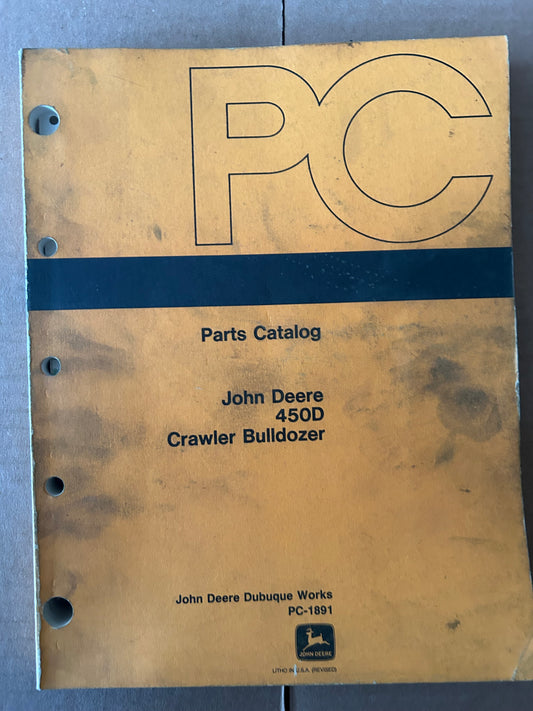 PC
Parts Catalog
John Deere
450D
Crawler Bulldozer
John Deere Dubuque Works
PC-1891
JOHN DEERE
LITHO IN U.S.A. (REVISED)